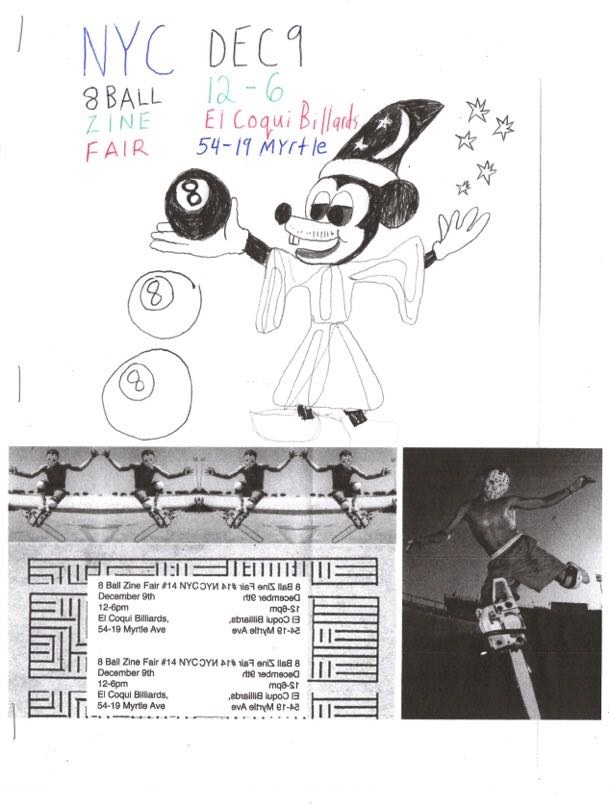 NYC DEC 9
8 BALL 12-6
ZINE El Coqui Billards
FAIR 54-19 Myrtle
8
8
8
8 Ball Zine Fair #14 NYC
December 9th
12-6pm
El Coqui Billiards,
54-19 Myrtle Ave
8 Ball Zine Fair #14 NYC
December 9th
12-6pm
El Coqui Billiards,
54-19 Myrtle Ave
8 Ball Zine Fair #14 NYC
December 9th
12-6pm
El Coqui Billiards,
54-19 Myrtle Ave
8 Ball Zine Fair #14 NYC
December 9th
12-6pm
El Coqui Billiards,
54-19 Myrtle Ave